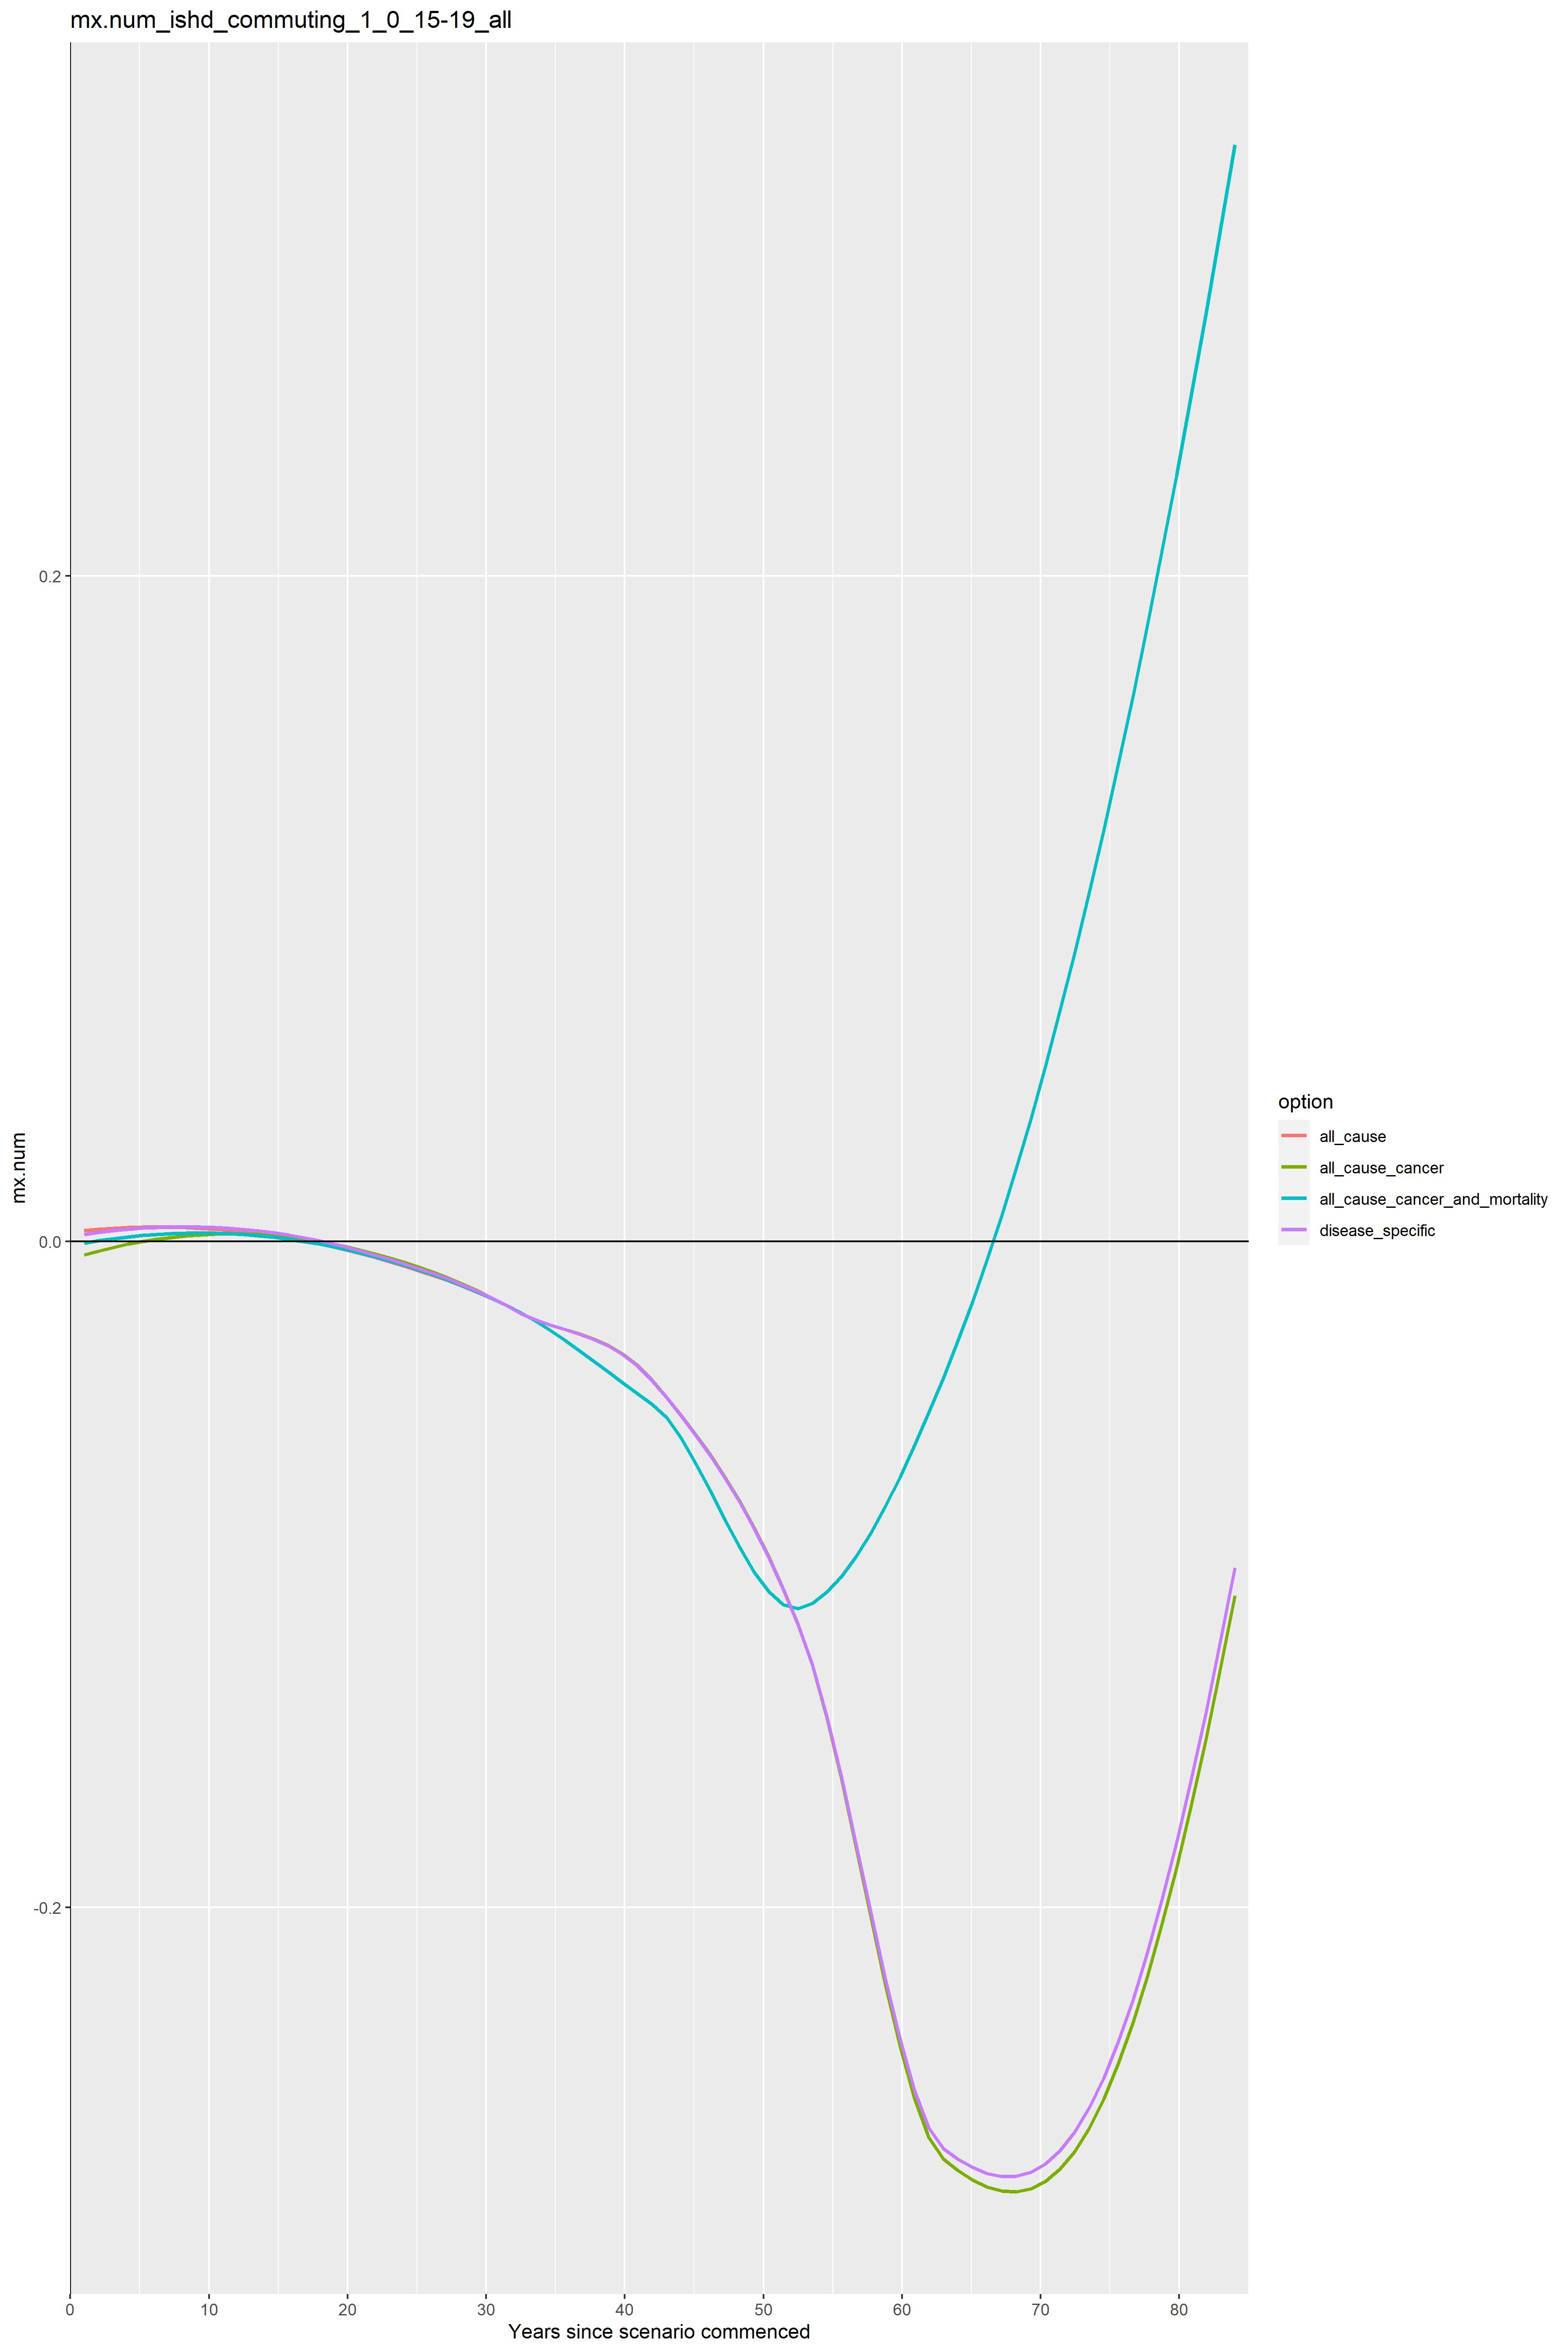 mx.num_ishd_commuting_1_0_15-19_all
mx.num
0.2
0.0
-0.2
0 10 20 30 40 50 60 70 80
Years since scenario commenced
option
all_cause
all_cause_cancer
all_cause_cancer_and_mortality
disease_specific